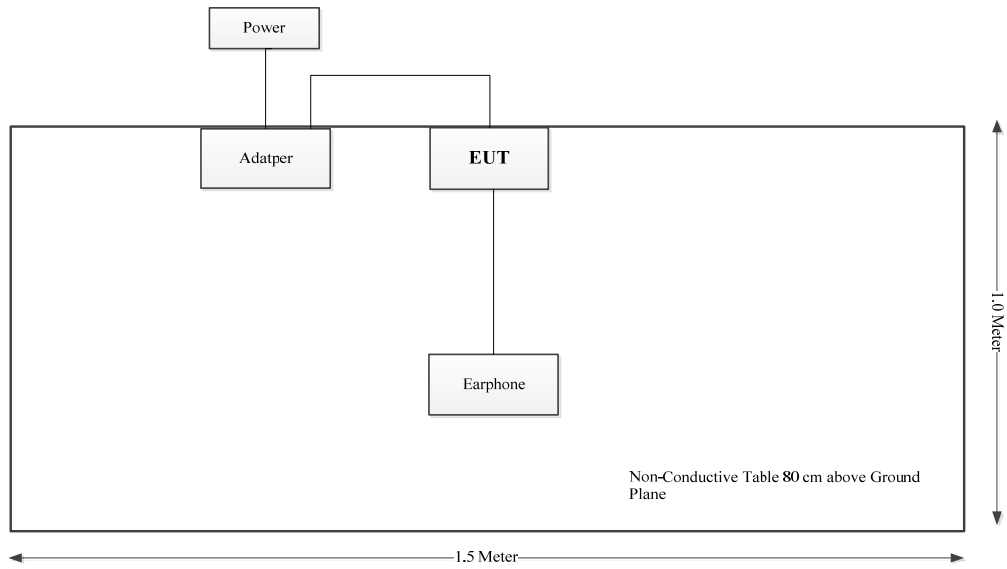 Power
Adatper
EUT
Earphone
1.0 Meter
Non-Conductive Table 80 cm above Ground
Plane
1.5 Meter